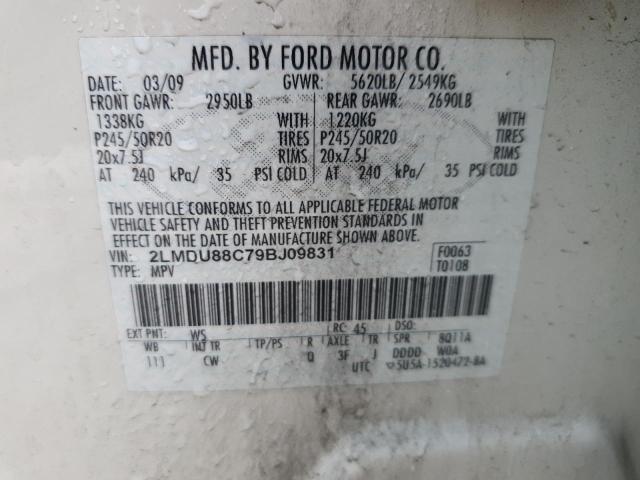 MFD. BY FORD MOTOR CO.
DATE: 03/09 GVWR: 5620LB/ 2549KG
FRONT GAWR: 2950LB REAR GAWR: 2690LB
1338KG WITH 1220KG WITH
P245/50R20 TIRES P245/50R20 TIRES
20x7.5J RIMS 20x7.5J RIMS
AT 240 kPa/ 35 PSI COLD AT 240 kPa/ 35 PSI COLD
THIS VEHICLE CONFORMS TO ALL APPLICABLE FEDERAL MOTOR
VEHICLE SAFETY AND THEFT PREVENTION STANDARDS IN
EFFECT ON THE DATE OF MANUFACTURE SHOWN ABOVE.
VIN: 2LMDU88C79BJ09831 F0063
TYPE: MPV T0108
EXT PNT: WS RC: 45 DSO:
WB INT TR TP/PS R AXLE TR SPR 8Q11A
111 CW Q 3F J DDDD W0A
UTC 5U5A-1520472-BA